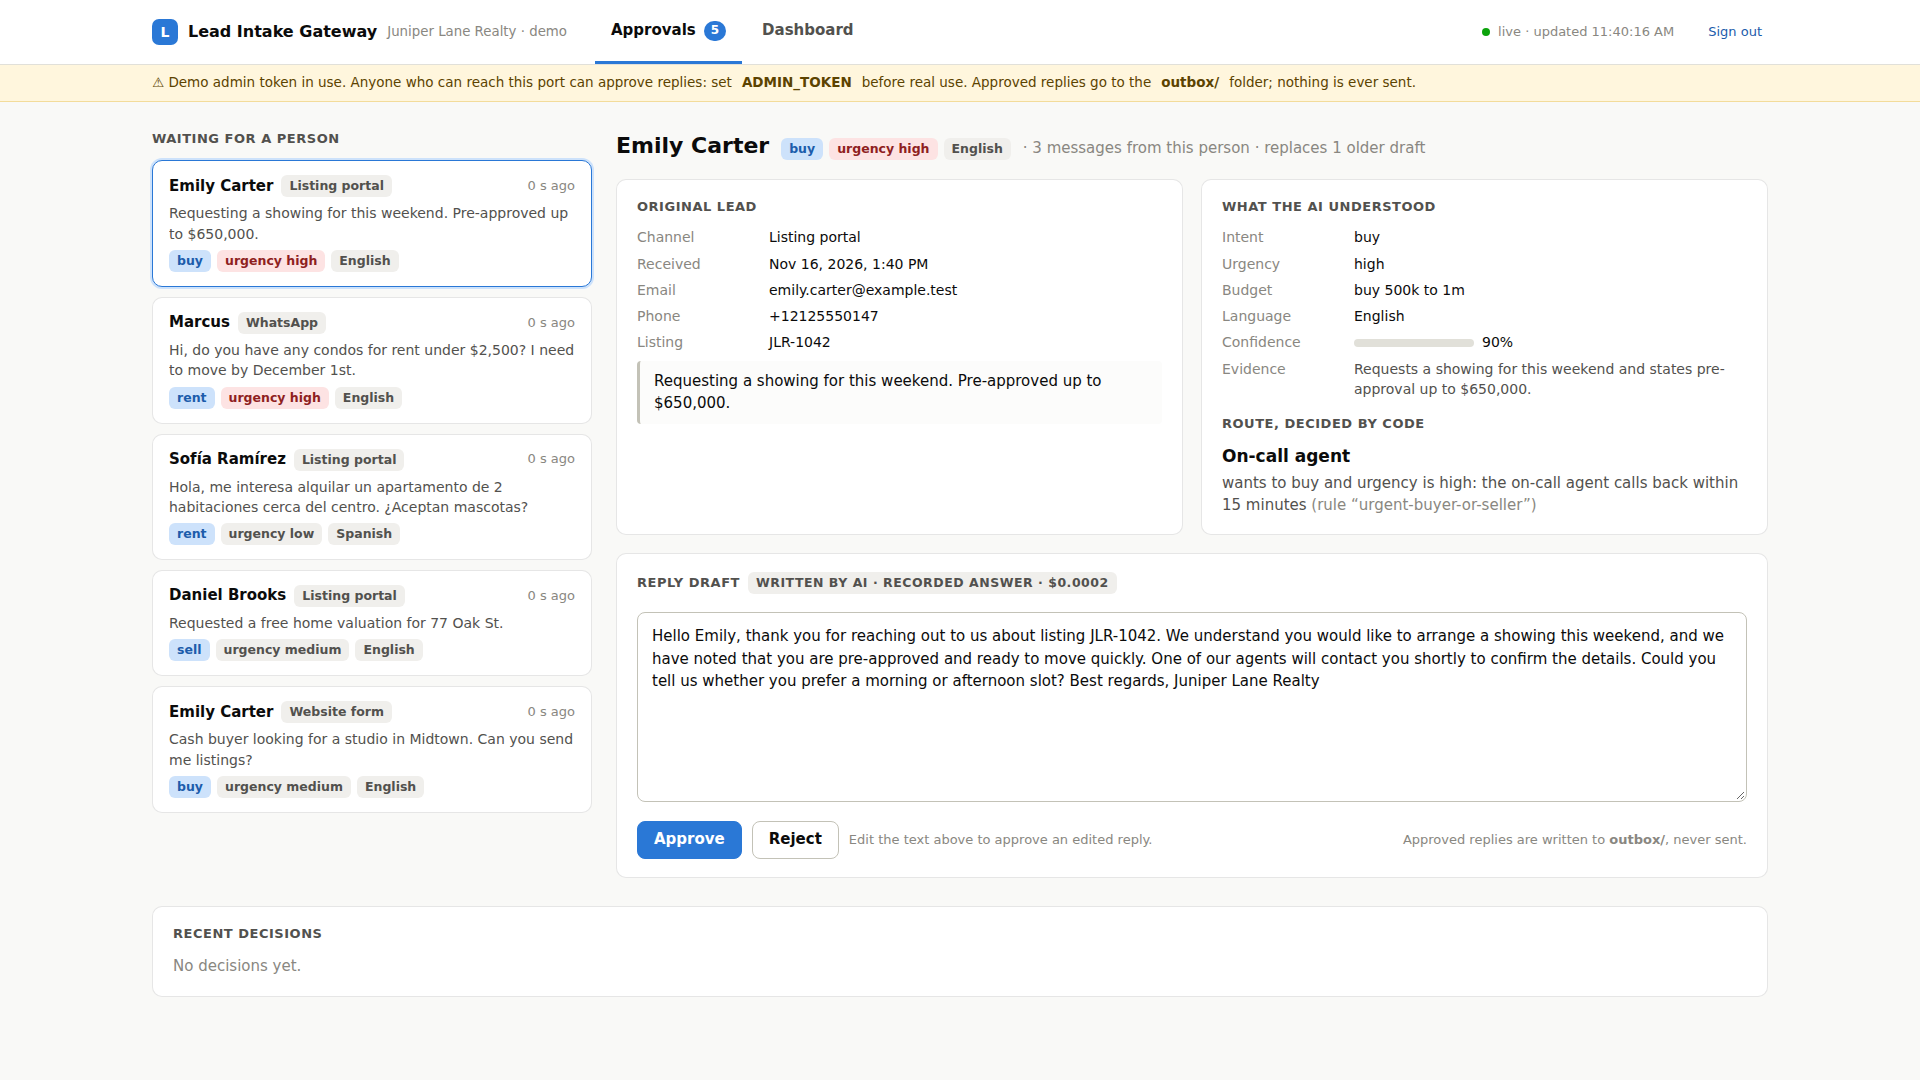 L Lead Intake Gateway Juniper Lane Realty · demo Approvals 5 Dashboard live · updated 11:40:16 AM Sign out
⚠ Demo admin token in use. Anyone who can reach this port can approve replies: set ADMIN_TOKEN before real use. Approved replies go to the outbox/ folder; nothing is ever sent.
WAITING FOR A PERSON
Emily Carter Listing portal 0 s ago
Requesting a showing for this weekend. Pre-approved up
to $650,000.
buy urgency high English
Marcus WhatsApp 0 s ago
Hi, do you have any condos for rent under $2,500? I need
to move by December 1st.
rent urgency high English
Sofía Ramírez Listing portal 0 s ago
Hola, me interesa alquilar un apartamento de 2
habitaciones cerca del centro. ¿Aceptan mascotas?
rent urgency low Spanish
Daniel Brooks Listing portal 0 s ago
Requested a free home valuation for 77 Oak St.
sell urgency medium English
Emily Carter Website form 0 s ago
Cash buyer looking for a studio in Midtown. Can you send
me listings?
buy urgency medium English
Emily Carter buy urgency high English · 3 messages from this person · replaces 1 older draft
ORIGINAL LEAD
Channel Listing portal
Received Nov 16, 2026, 1:40 PM
Email emily.carter@example.test
Phone +12125550147
Listing JLR-1042
Requesting a showing for this weekend. Pre-approved up to
$650,000.
WHAT THE AI UNDERSTOOD
Intent buy
Urgency high
Budget buy 500k to 1m
Language English
Confidence 90%
Evidence Requests a showing for this weekend and states pre-
approval up to $650,000.
ROUTE, DECIDED BY CODE
On-call agent
wants to buy and urgency is high: the on-call agent calls back within
15 minutes (rule “urgent-buyer-or-seller”)
REPLY DRAFT WRITTEN BY AI · RECORDED ANSWER · $0.0002
Hello Emily, thank you for reaching out to us about listing JLR-1042. We understand you would like to arrange a showing this weekend, and we
have noted that you are pre-approved and ready to move quickly. One of our agents will contact you shortly to confirm the details. Could you
tell us whether you prefer a morning or afternoon slot? Best regards, Juniper Lane Realty
Approve Reject Edit the text above to approve an edited reply. Approved replies are written to outbox/, never sent.
RECENT DECISIONS
No decisions yet.